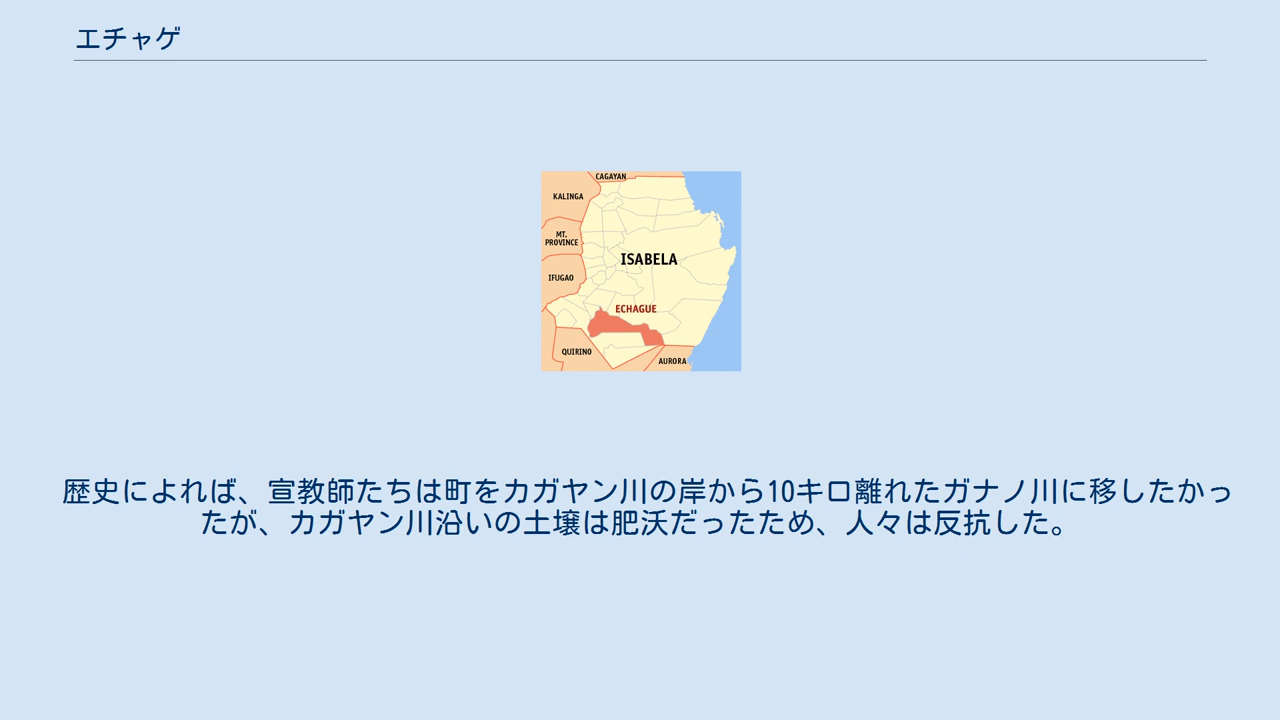 エチャゲ
CAGAYAN
KALINGA
MT.
PROVINCE
ISABELA
IFUGAO
ECHAGUE
QUIRINO
AURORA
歴史によれば、宣教師たちは町をカガヤン川の岸から10キロ離れたガナノ川に移したかっ
たが、カガヤン川沿いの土壌は肥沃だったため、人々は反抗した。